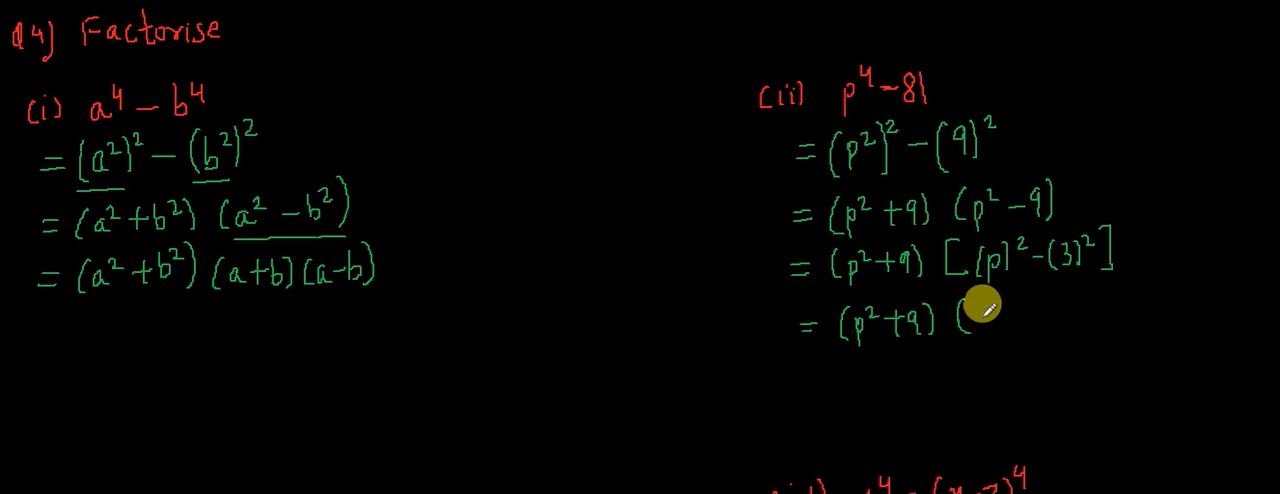 Q4) Factorise
(i) a⁴ - b⁴
= (a²)² - (b²)²
= (a² + b²) (a² - b²)
= (a² + b²) (a+b) (a-b)
(ii) p⁴ - 81
= (p²)² - (9)²
= (p² + 9) (p² - 9)
= (p² + 9) [(p)² - (3)²]
= (p² + 9) (